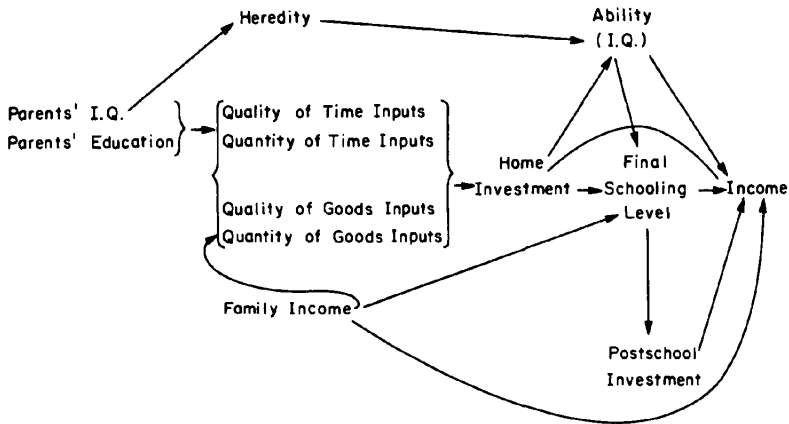 Heredity
Ability
(I.Q.)
Parents' I.Q.
Parents' Education
Quality of Time Inputs
Quantity of Time Inputs
Quality of Goods Inputs
Quantity of Goods Inputs
Home
Investment
Final
Schooling
Level
Income
Family Income
Postschool
Investment